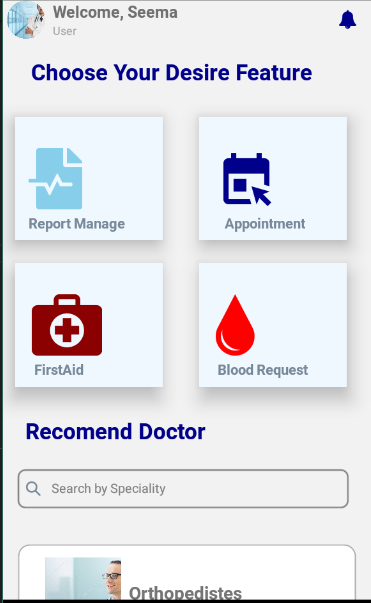 Welcome, Seema
User
Choose Your Desire Feature
Report Manage
Appointment
FirstAid
Blood Request
Recomend Doctor
Search by Speciality
Orthopedistes